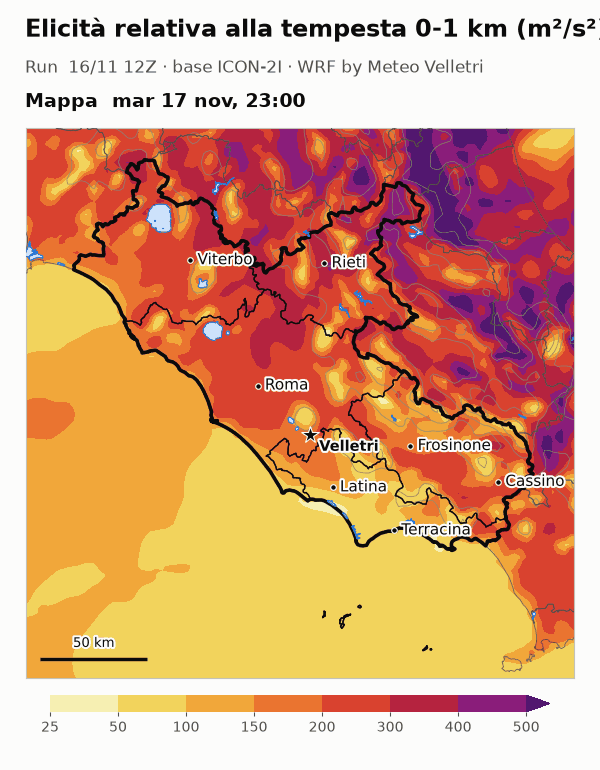 Elicità relativa alla tempesta 0-1 km (m²/s²)
Run 16/11 12Z · base ICON-2I · WRF by Meteo Velletri
Mappa mar 17 nov, 23:00
Viterbo
Rieti
Roma
Velletri
Frosinone
Latina
Cassino
Terracina
50 km
25 50 100 150 200 300 400 500